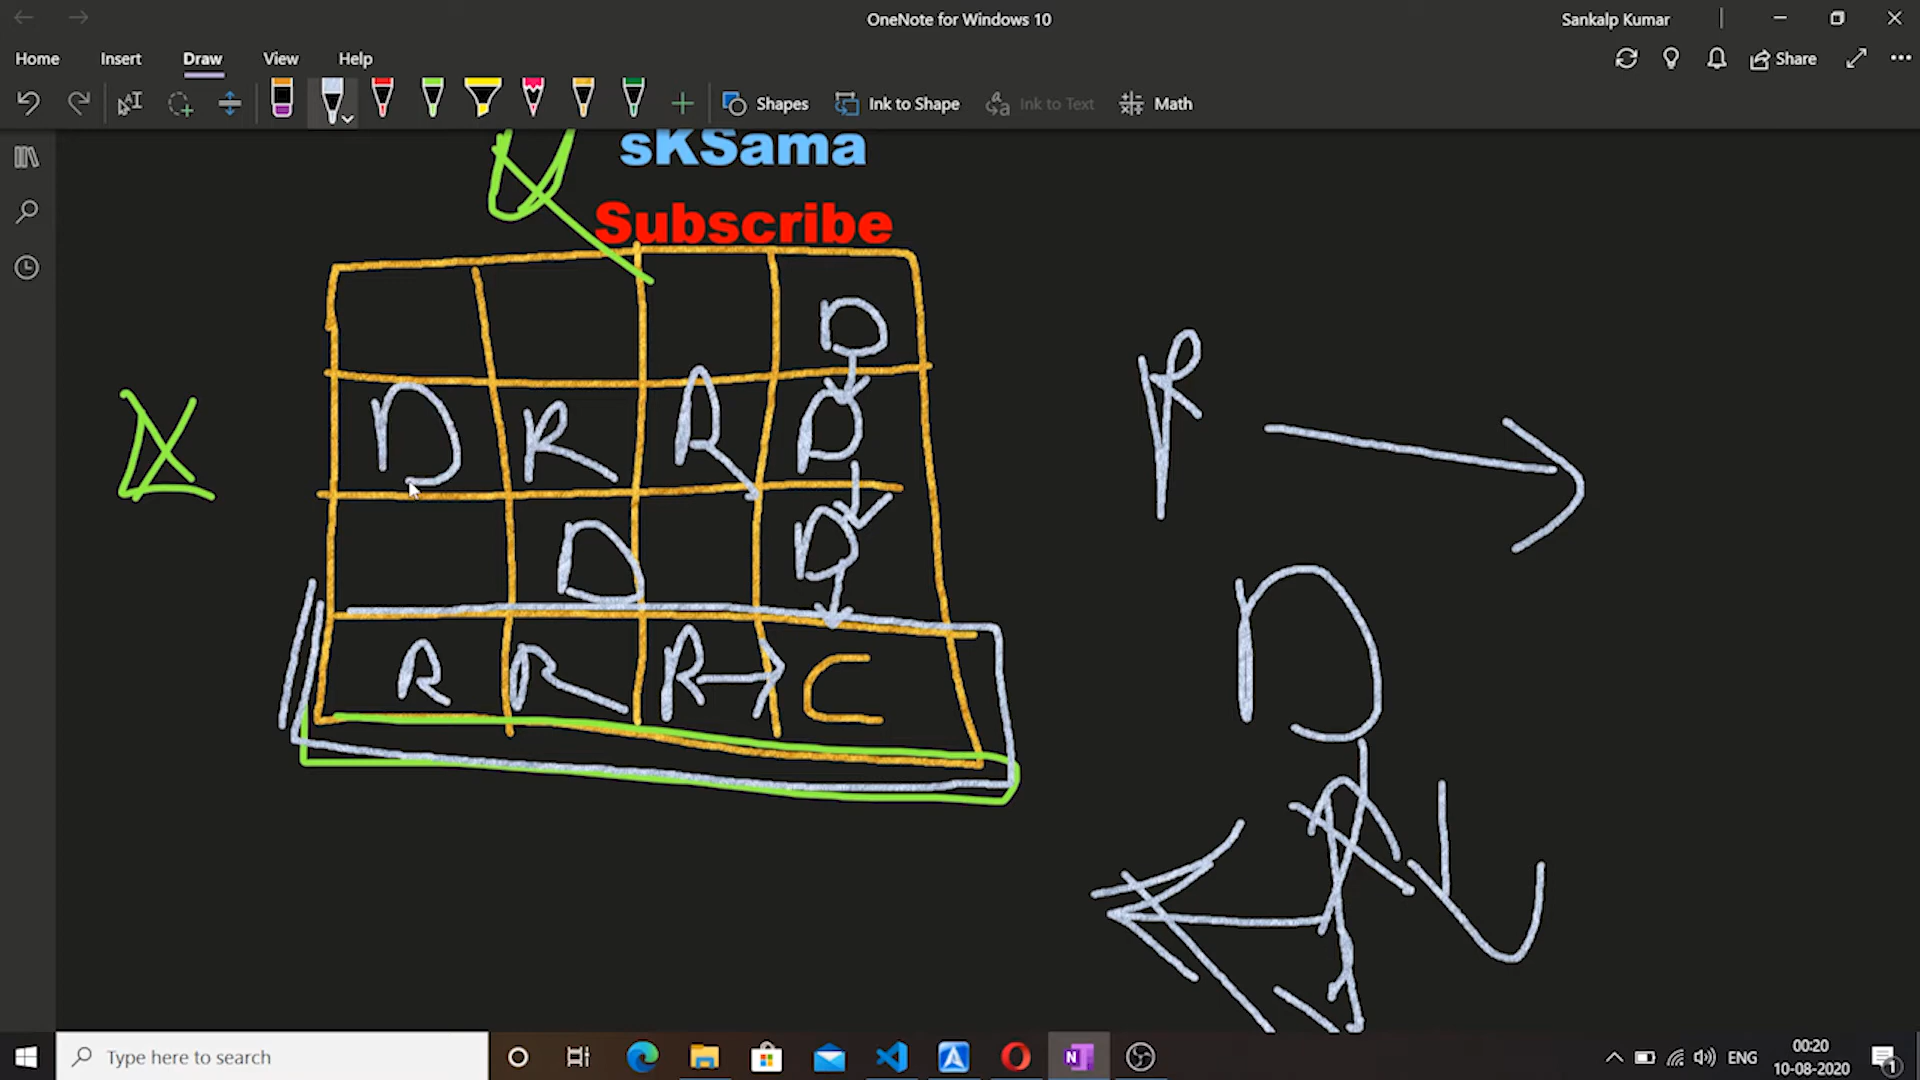 OneNote for Windows 10
Sankalp Kumar
Home Insert Draw View Help
Share
Shapes Ink to Shape Ink to Text Math
sKSama
Subscribe
D
D R R D
D D
R R R C
R
D
Type here to search
N
ENG
00:20
10-08-2020
1